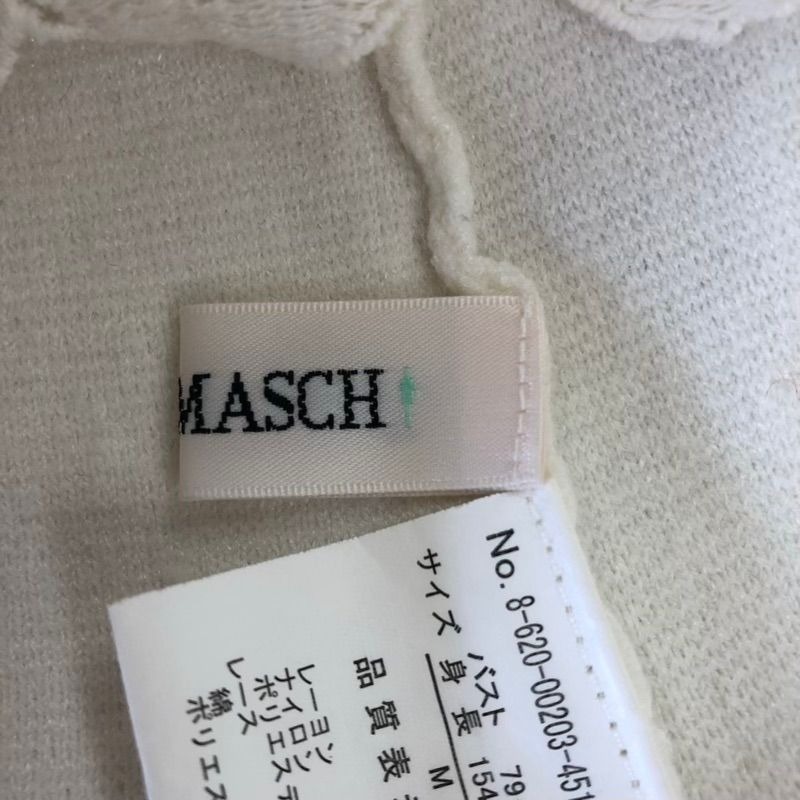 MASCH
No. 8-620-00203-451
サイズ バスト 79
身長 154
M
品質表
レーヨン
ナイロン
ポリエステ
レース
綿
ポリエス